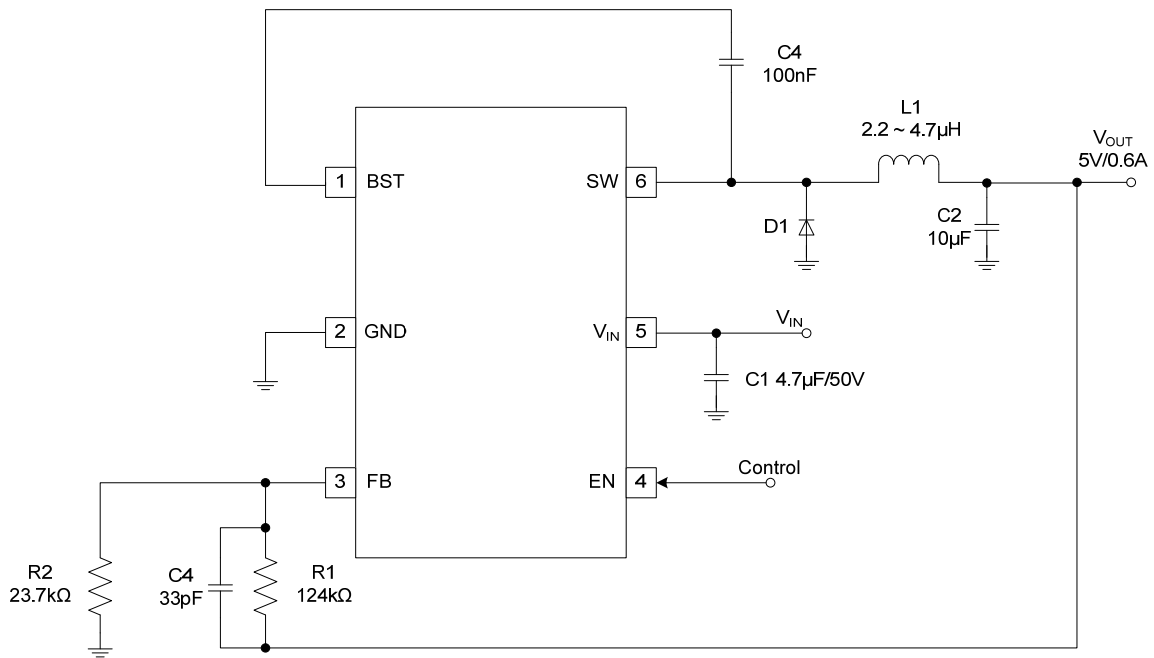 C4
100nF
L1
2.2 ~ 4.7µH
VOUT
5V/0.6A
1 BST
SW 6
D1
C2
10µF
2 GND
VIN 5
VIN
C1 4.7µF/50V
3 FB
EN 4
Control
R2
23.7kΩ
C4
33pF
R1
124kΩ